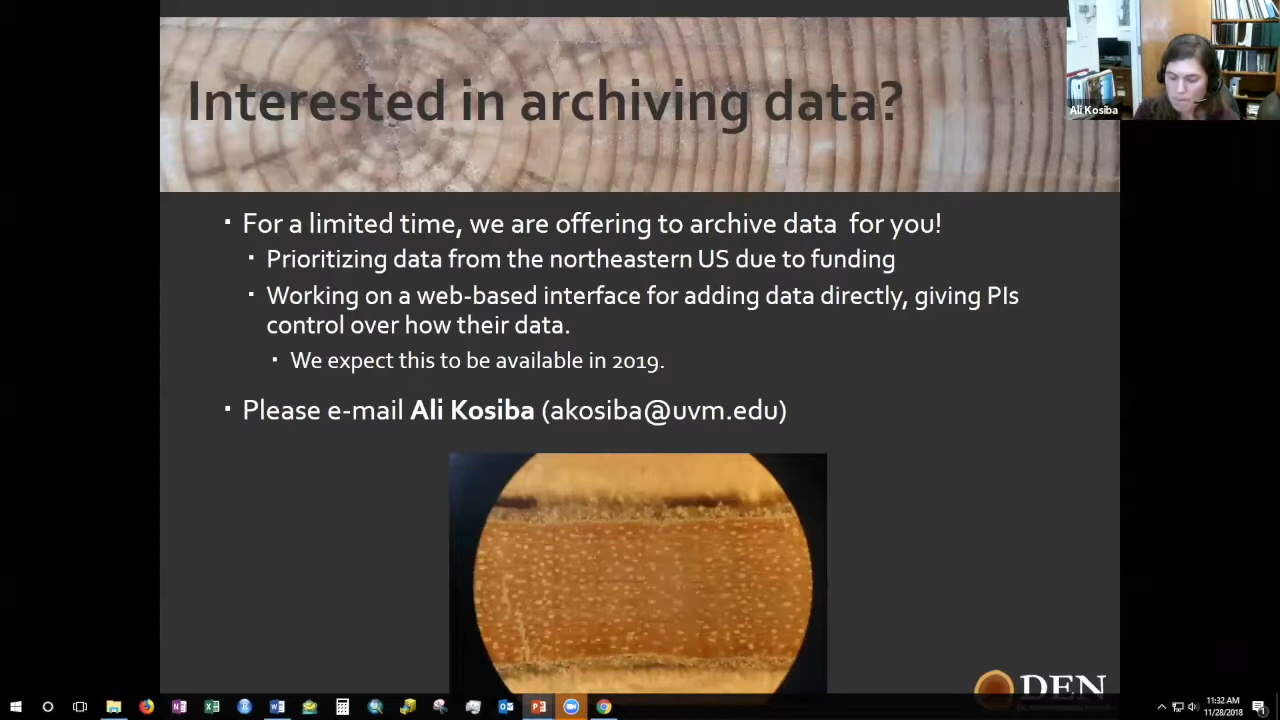 Interested in archiving data?
Ali Kosiba
For a limited time, we are offering to archive data for you!
Prioritizing data from the northeastern US due to funding
Working on a web-based interface for adding data directly, giving PIs
control over how their data.
We expect this to be available in 2019.
Please e-mail Ali Kosiba (akosiba@uvm.edu)
DEN
11:32 AM
11/28/2018